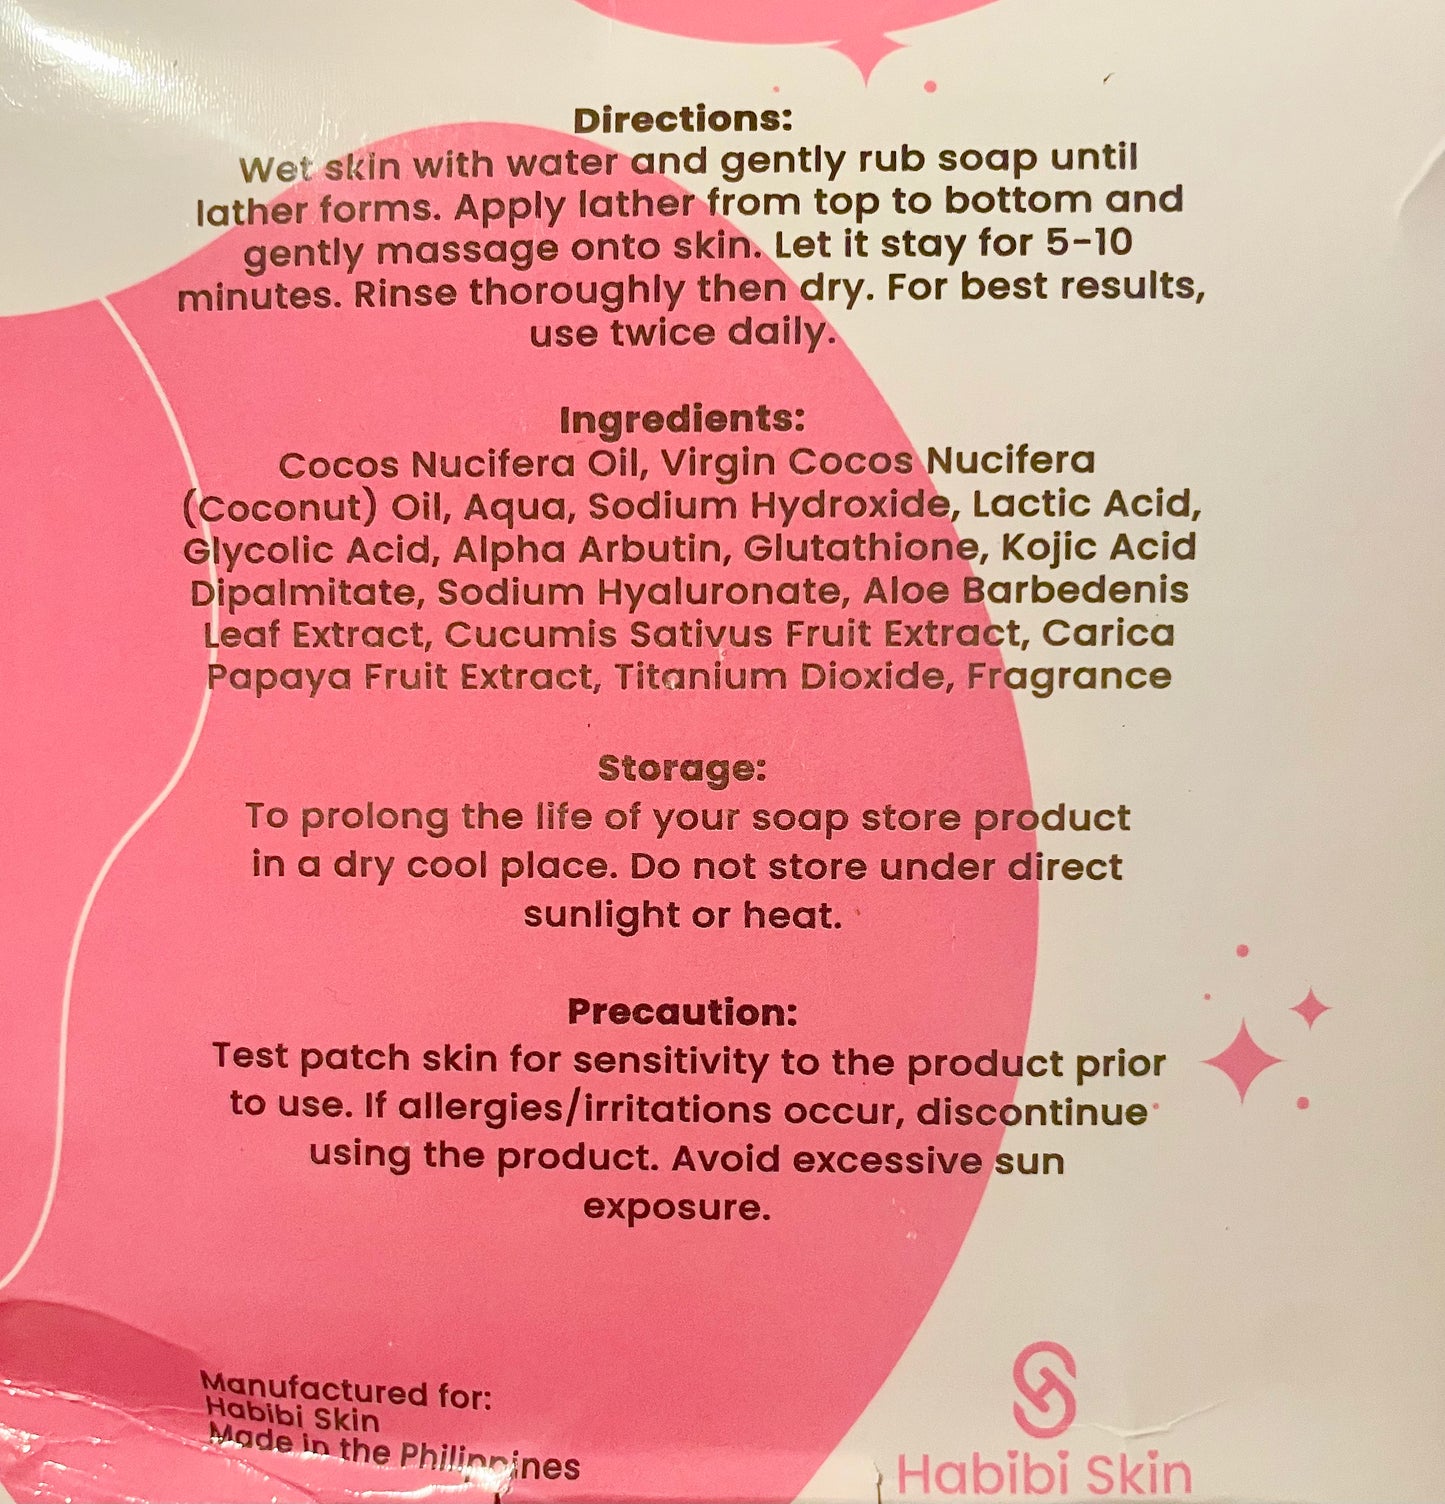 Directions:
Wet skin with water and gently rub soap until
lather forms. Apply lather from top to bottom and
gently massage onto skin. Let it stay for 5-10
minutes. Rinse thoroughly then dry. For best results,
use twice daily.
Ingredients:
Cocos Nucifera Oil, Virgin Cocos Nucifera
(Coconut) Oil, Aqua, Sodium Hydroxide, Lactic Acid,
Glycolic Acid, Alpha Arbutin, Glutathione, Kojic Acid
Dipalmitate, Sodium Hyaluronate, Aloe Barbedenis
Leaf Extract, Cucumis Sativus Fruit Extract, Carica
Papaya Fruit Extract, Titanium Dioxide, Fragrance
Storage:
To prolong the life of your soap store product
in a dry cool place. Do not store under direct
sunlight or heat.
Precaution:
Test patch skin for sensitivity to the product prior
to use. If allergies/irritations occur, discontinue
using the product. Avoid excessive sun
exposure.
Manufactured for:
Habibi Skin
Made in the Philippines
Habibi Skin